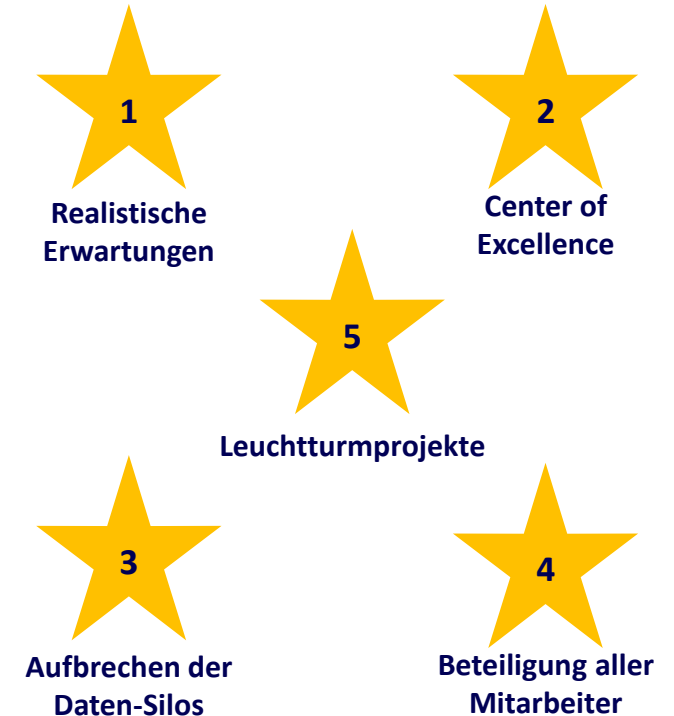 1
Realistische
Erwartungen
2
Center of
Excellence
5
Leuchtturmprojekte
3
Aufbrechen der
Daten-Silos
4
Beteiligung aller
Mitarbeiter